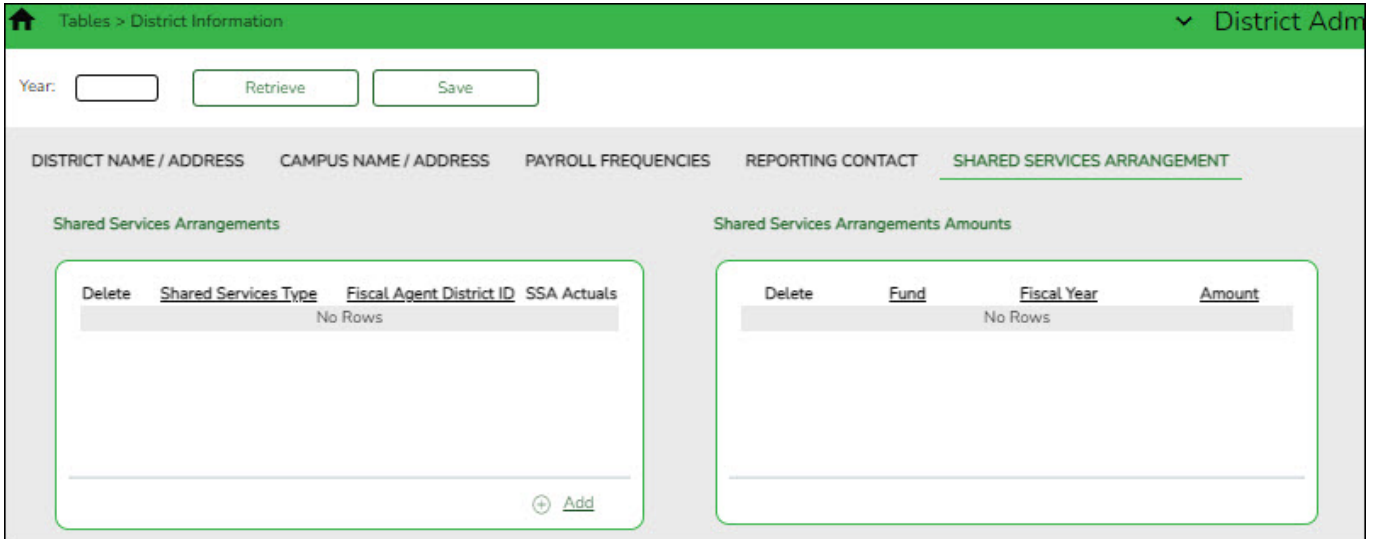 Tables > District Information
District Adm
Year:
Retrieve
Save
DISTRICT NAME / ADDRESS CAMPUS NAME / ADDRESS PAYROLL FREQUENCIES REPORTING CONTACT SHARED SERVICES ARRANGEMENT
Shared Services Arrangements
Delete Shared Services Type Fiscal Agent District ID SSA Actuals
No Rows
Add
Shared Services Arrangements Amounts
Delete Fund Fiscal Year Amount
No Rows